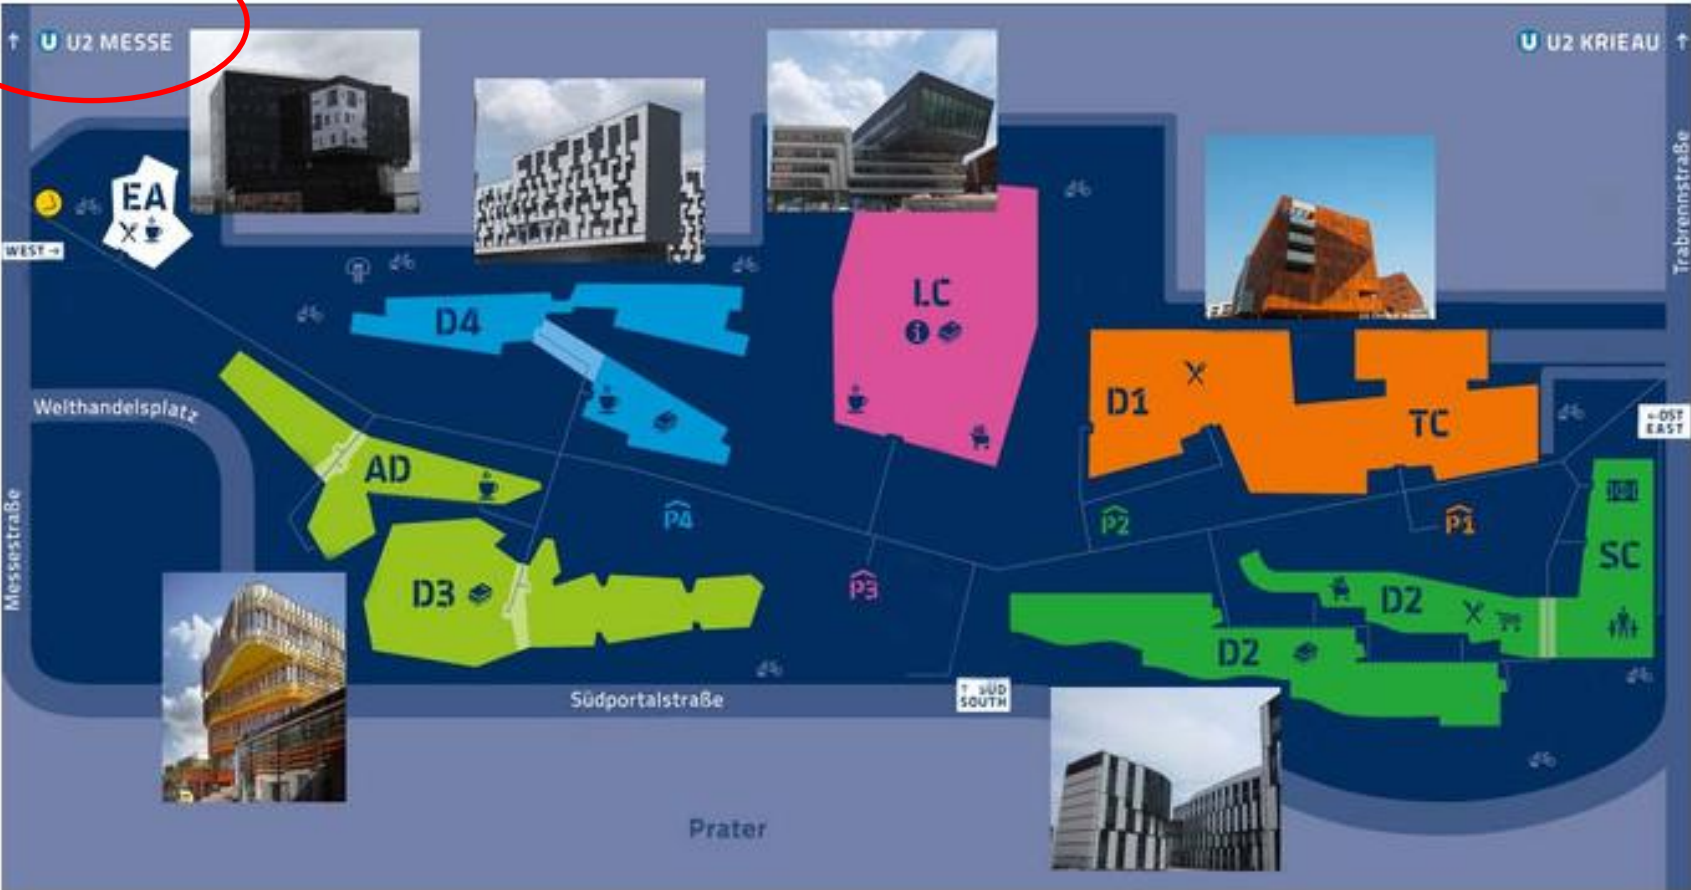 U U2 MESSE
U U2 KRIEAU
Trabrennstraße
EA
WEST →
LC
D4
D1
TC
←OST
EAST
Welthandelsplatz
AD
Messestraße
P4
P2
P1
SC
P3
D3
D2
D2
Südportalstraße
↑ SÜD
SOUTH
Prater